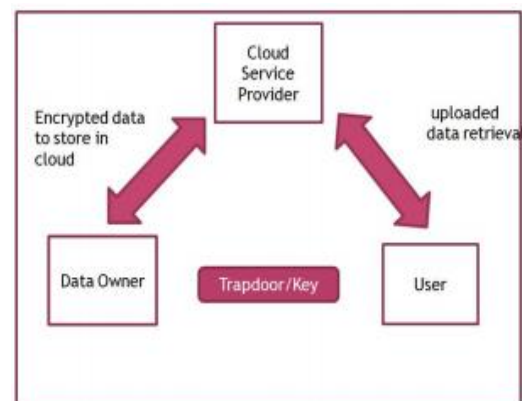 Cloud
Service
Provider
Encrypted data
to store in
cloud
uploaded
data retrieva
Data Owner
Trapdoor/Key
User